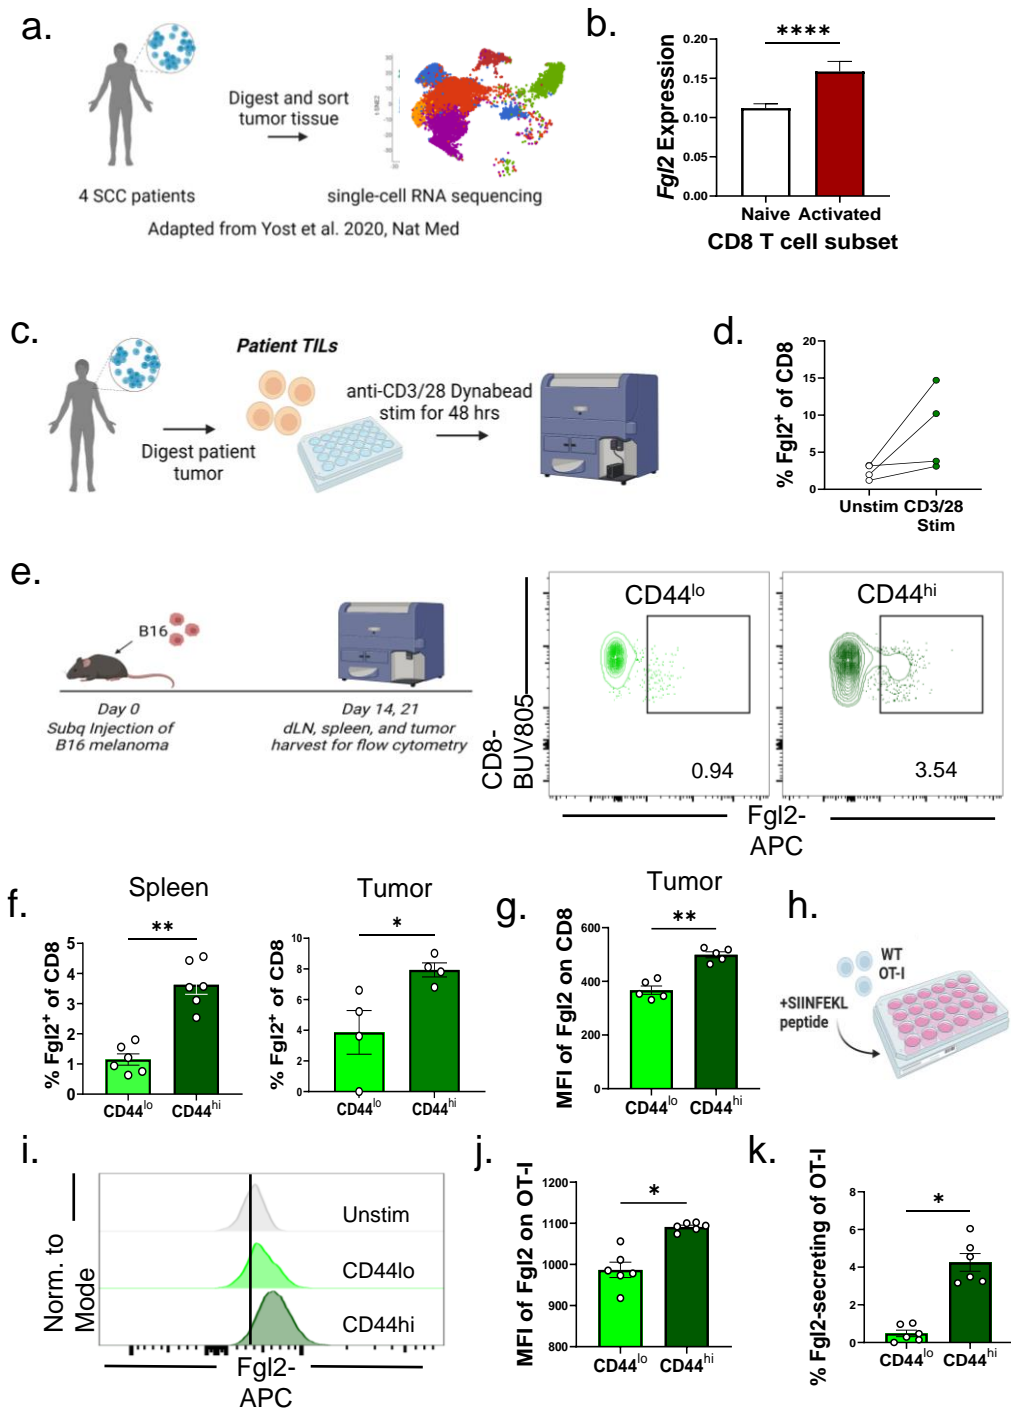 a.
Digest and sort
tumor tissue
4 SCC patients
single-cell RNA sequencing
Adapted from Yost et al. 2020, Nat Med
b.
****
Fgl2 Expression
0.20
0.15
0.10
0.05
0.00
Naive Activated
CD8 T cell subset
c.
Patient TILs
anti-CD3/28 Dynabead
stim for 48 hrs
Digest patient
tumor
d.
% Fgl2+ of CD8
20
15
10
5
0
Unstim CD3/28
Stim
e.
B16
Day 0
Subq Injection of
B16 melanoma
Day 14, 21
dLN, spleen, and tumor
harvest for flow cytometry
CD8-
BUV805
CD44lo
0.94
CD44hi
3.54
Fgl2-
APC
f.
Spleen
**
% Fgl2+ of CD8
5
4
3
2
1
0
CD44lo CD44hi
Tumor
*
% Fgl2+ of CD8
10
8
6
4
2
0
CD44lo CD44hi
g.
Tumor
**
MFI of Fgl2 on CD8
600
400
200
0
CD44lo CD44hi
h.
WT
OT-I
+SIINFEKL
peptide
i.
Norm. to
Mode
Unstim
CD44lo
CD44hi
Fgl2-
APC
j.
*
MFI of Fgl2 on OT-I
1200
1100
1000
900
800
CD44lo CD44hi
k.
*
% Fgl2-secreting of OT-I
8
6
4
2
0
CD44lo CD44hi